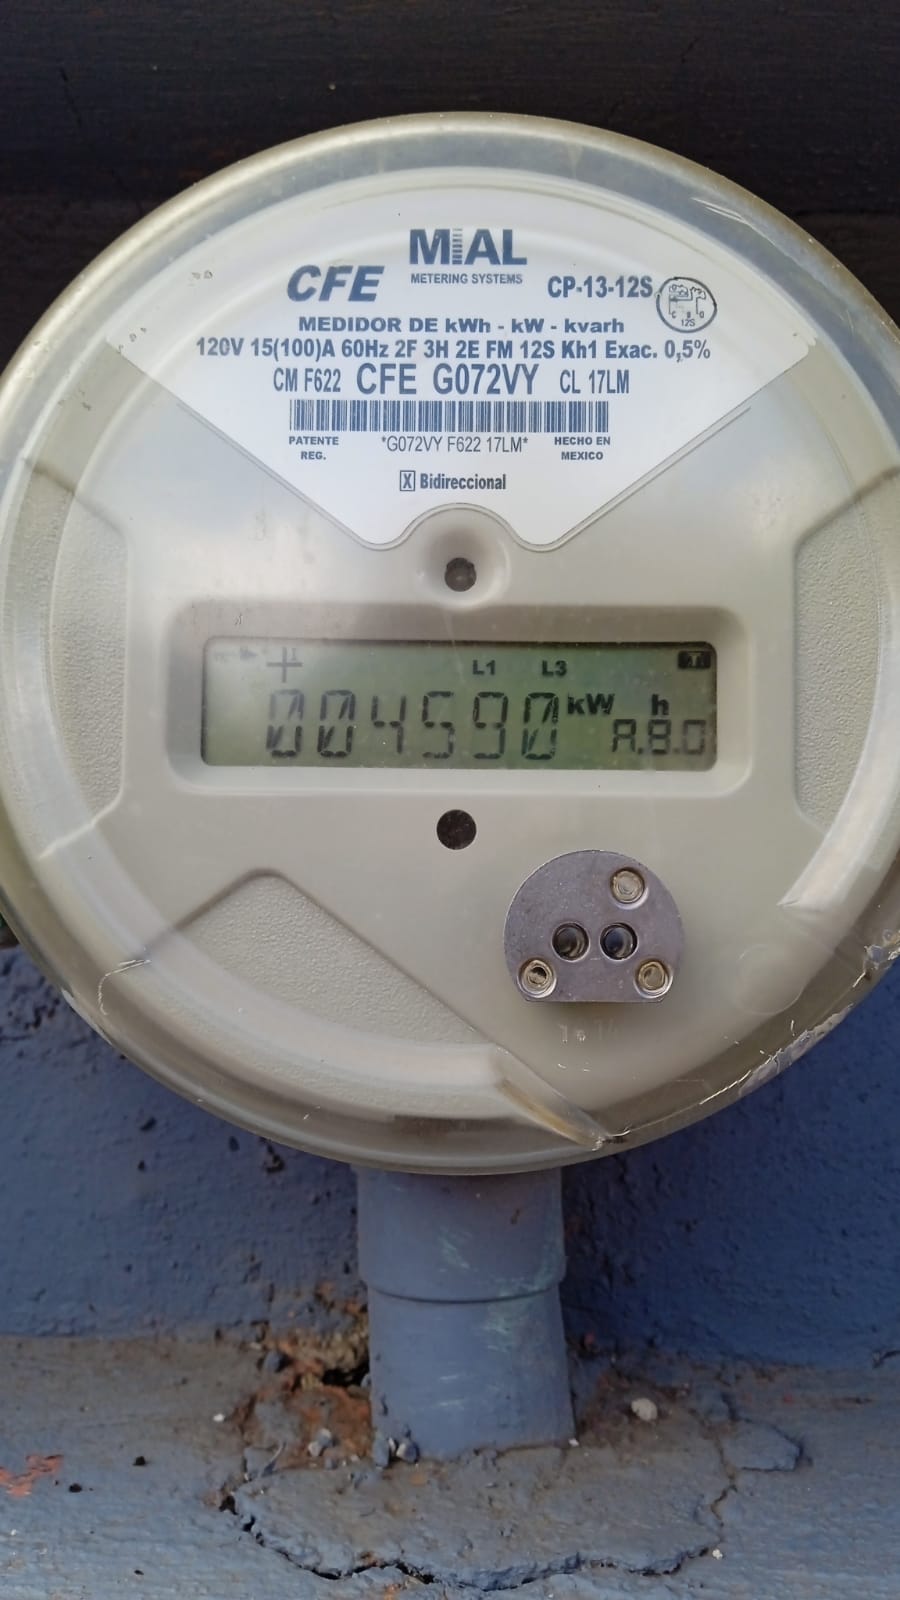 MIAL
METERING SYSTEMS
CFE
CP-13-12S
12S
MEDIDOR DE kWh - kW - kvarh
120V 15(100)A 60Hz 2F 3H 2E FM 12S Kh1 Exac. 0,5%
CM F622 CFE G072VY CL 17LM
PATENTE REG.
*G072VY F622 17LM*
HECHO EN MEXICO
X Bidireccional
L1 L3
004590 kW h A.8.0